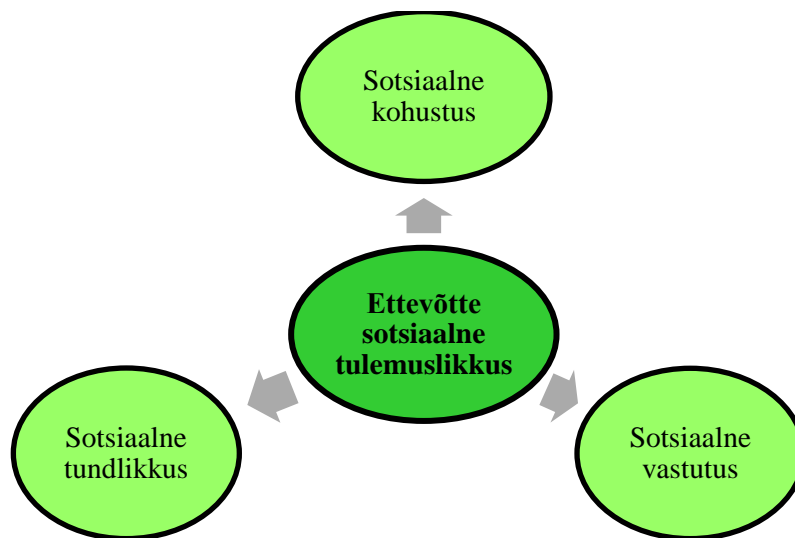 Sotsiaalne
kohustus
Ettevõtte
sotsiaalne
tulemuslikkus
Sotsiaalne
tundlikkus
Sotsiaalne
vastutus